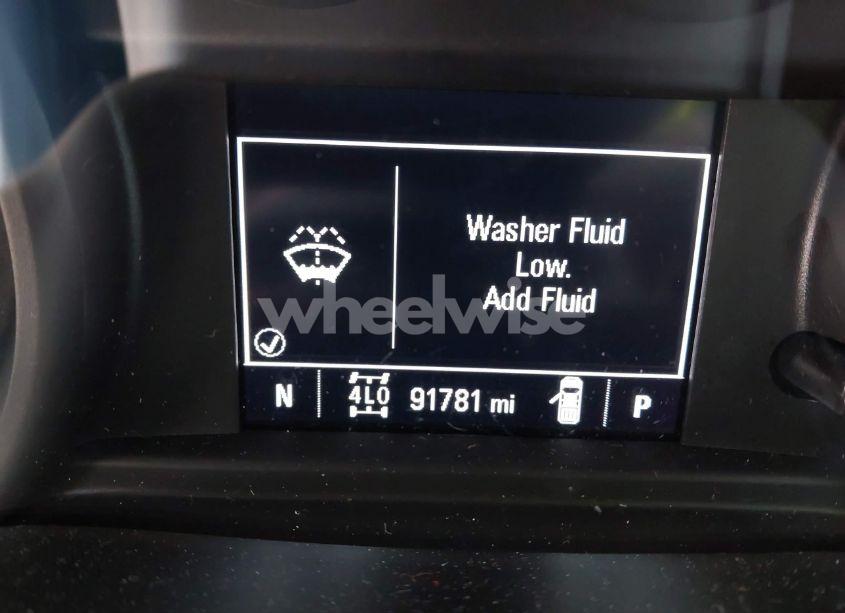 Washer Fluid
Low.
Add Fluid
wheelwise
N 4LO 91781 mi P